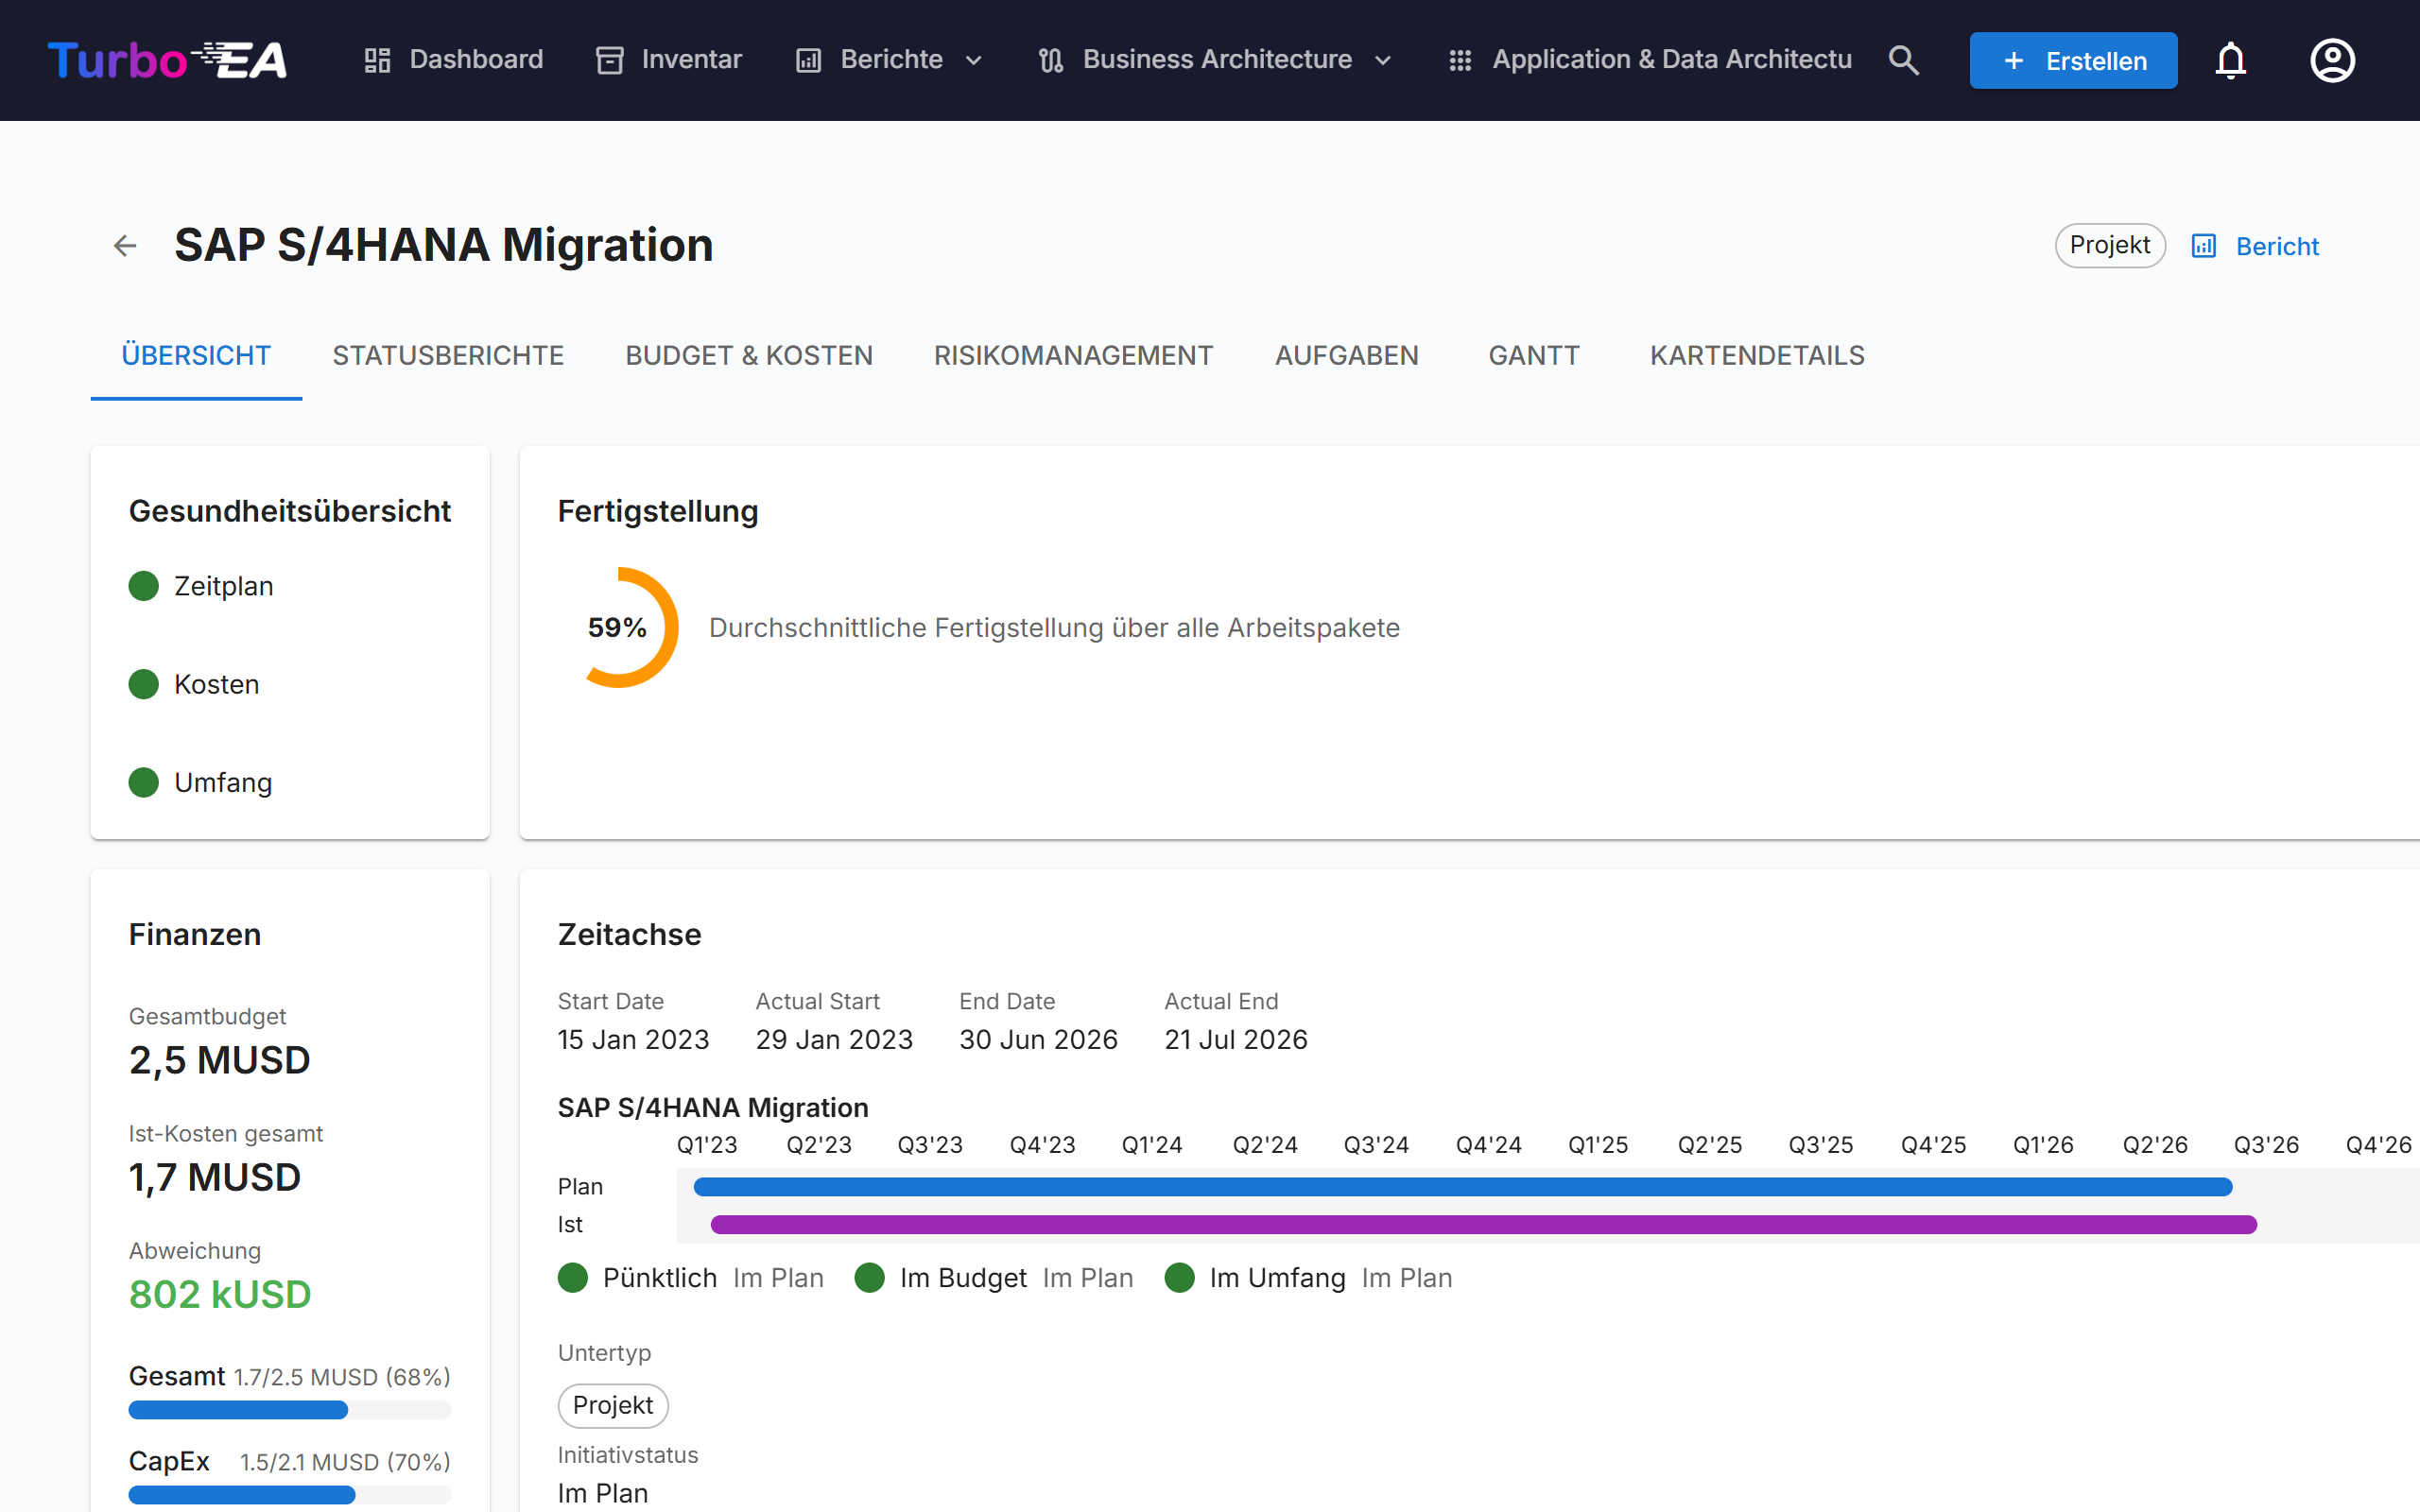 Turbo EA
Dashboard
Inventar
Berichte
Business Architecture
Application & Data Architectu
+ Erstellen
SAP S/4HANA Migration
Projekt
Bericht
ÜBERSICHT
STATUSBERICHTE
BUDGET & KOSTEN
RISIKOMANAGEMENT
AUFGABEN
GANTT
KARTENDETAILS
Gesundheitsübersicht
Zeitplan
Kosten
Umfang
Fertigstellung
59%
Durchschnittliche Fertigstellung über alle Arbeitspakete
Finanzen
Gesamtbudget
2,5 MUSD
Ist-Kosten gesamt
1,7 MUSD
Abweichung
802 kUSD
Gesamt 1.7/2.5 MUSD (68%)
CapEx 1.5/2.1 MUSD (70%)
Zeitachse
Start Date Actual Start End Date Actual End
15 Jan 2023 29 Jan 2023 30 Jun 2026 21 Jul 2026
SAP S/4HANA Migration
Q1'23 Q2'23 Q3'23 Q4'23 Q1'24 Q2'24 Q3'24 Q4'24 Q1'25 Q2'25 Q3'25 Q4'25 Q1'26 Q2'26 Q3'26 Q4'26
Plan
Ist
Pünktlich Im Plan Im Budget Im Plan Im Umfang Im Plan
Untertyp
Projekt
Initiativstatus
Im Plan